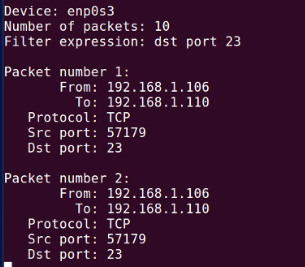 Device: enp0s3
Number of packets: 10
Filter expression: dst port 23

Packet number 1:
       From: 192.168.1.106
         To: 192.168.1.110
   Protocol: TCP
   Src port: 57179
   Dst port: 23

Packet number 2:
       From: 192.168.1.106
         To: 192.168.1.110
   Protocol: TCP
   Src port: 57179
   Dst port: 23